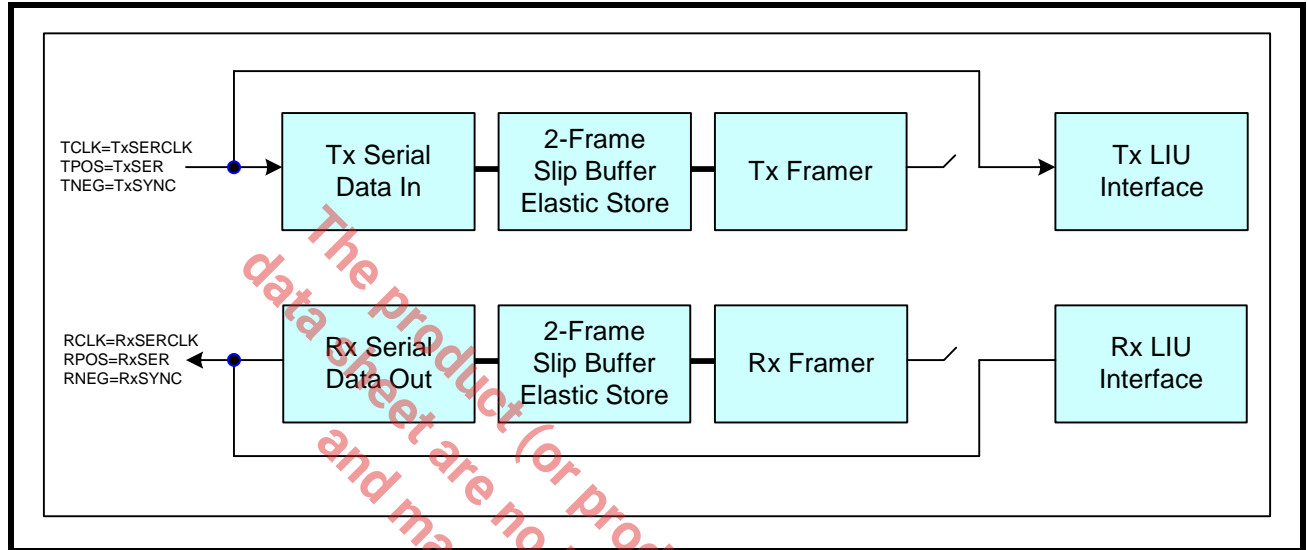 TCLK=TxSERCLK
TPOS=TxSER
TNEG=TxSYNC
Tx Serial
Data In
2-Frame
Slip Buffer
Elastic Store
Tx Framer
Tx LIU
Interface
RCLK=RxSERCLK
RPOS=RxSER
RNEG=RxSYNC
Rx Serial
Data Out
2-Frame
Slip Buffer
Elastic Store
Rx Framer
Rx LIU
Interface
The product (or prod
data sheet are no
and ma